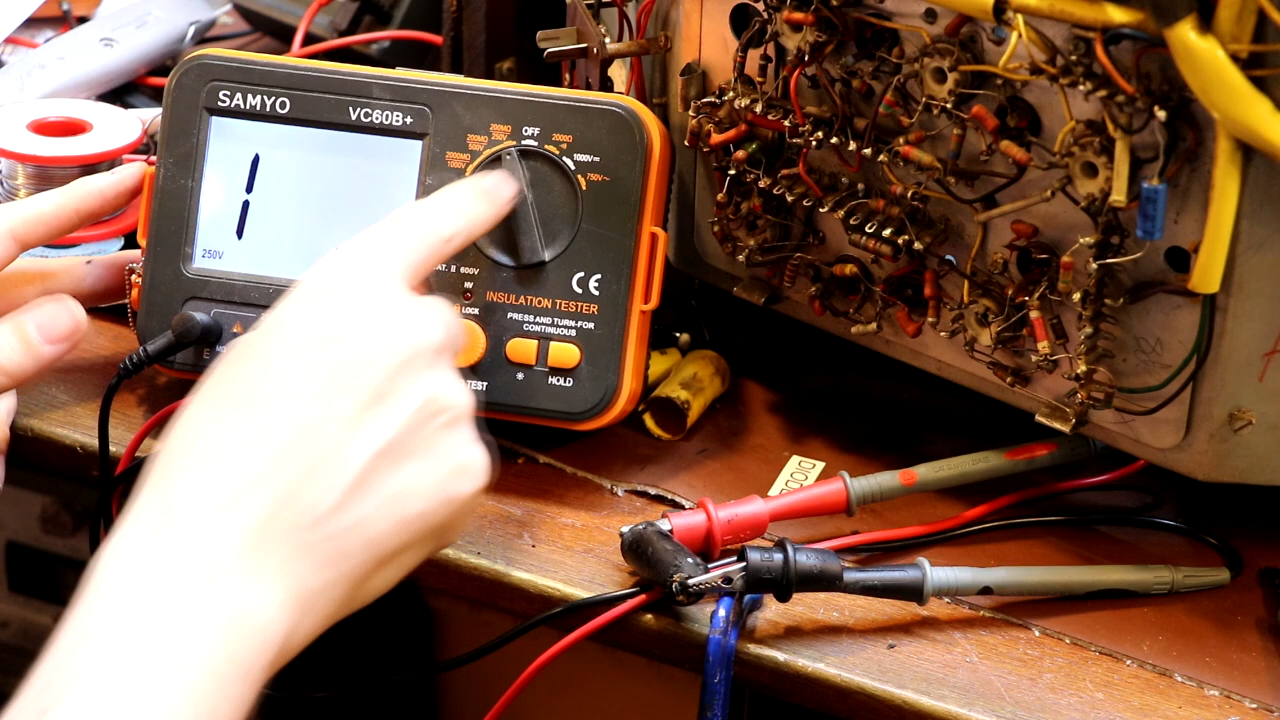 SAMYO
VC60B+
1
250V
200MΩ
250V
200MΩ
500V
2000MΩ
1000V
OFF
2000Ω
1000V
750V~
CE
INSULATION TESTER
PRESS AND TURN-FOR
CONTINUOUS
HOLD
CAT. II 600V
HV
LOCK
TEST
E
DIODE